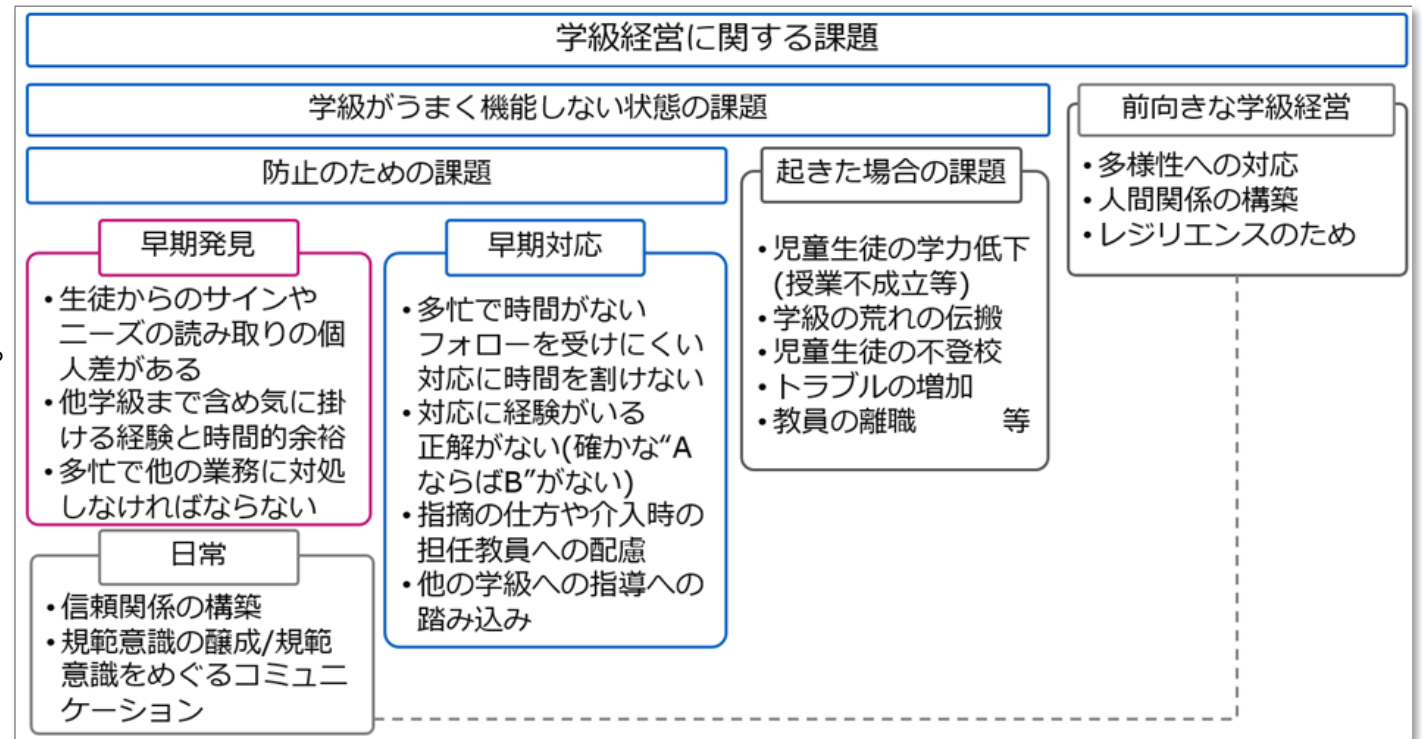 学級経営に関する課題
学級がうまく機能しない状態の課題
防止のための課題
早期発見
•生徒からのサインや
ニーズの読み取りの個
人差がある
•他学級まで含め気に掛
ける経験と時間的余裕
•多忙で他の業務に対処
しなければならない
日常
•信頼関係の構築
•規範意識の醸成/規範
意識をめぐるコミュニ
ケーション
早期対応
•多忙で時間がない
フォローを受けにくい
対応に時間を割けない
•対応に経験がいる
正解がない(確かな“A
ならばB”がない)
•指摘の仕方や介入時の
担任教員への配慮
•他の学級への指導への
踏み込み
起きた場合の課題
•児童生徒の学力低下
(授業不成立等)
•学級の荒れの伝搬
•児童生徒の不登校
•トラブルの増加
•教員の離職 等
前向きな学級経営
•多様性への対応
•人間関係の構築
•レジリエンスのため